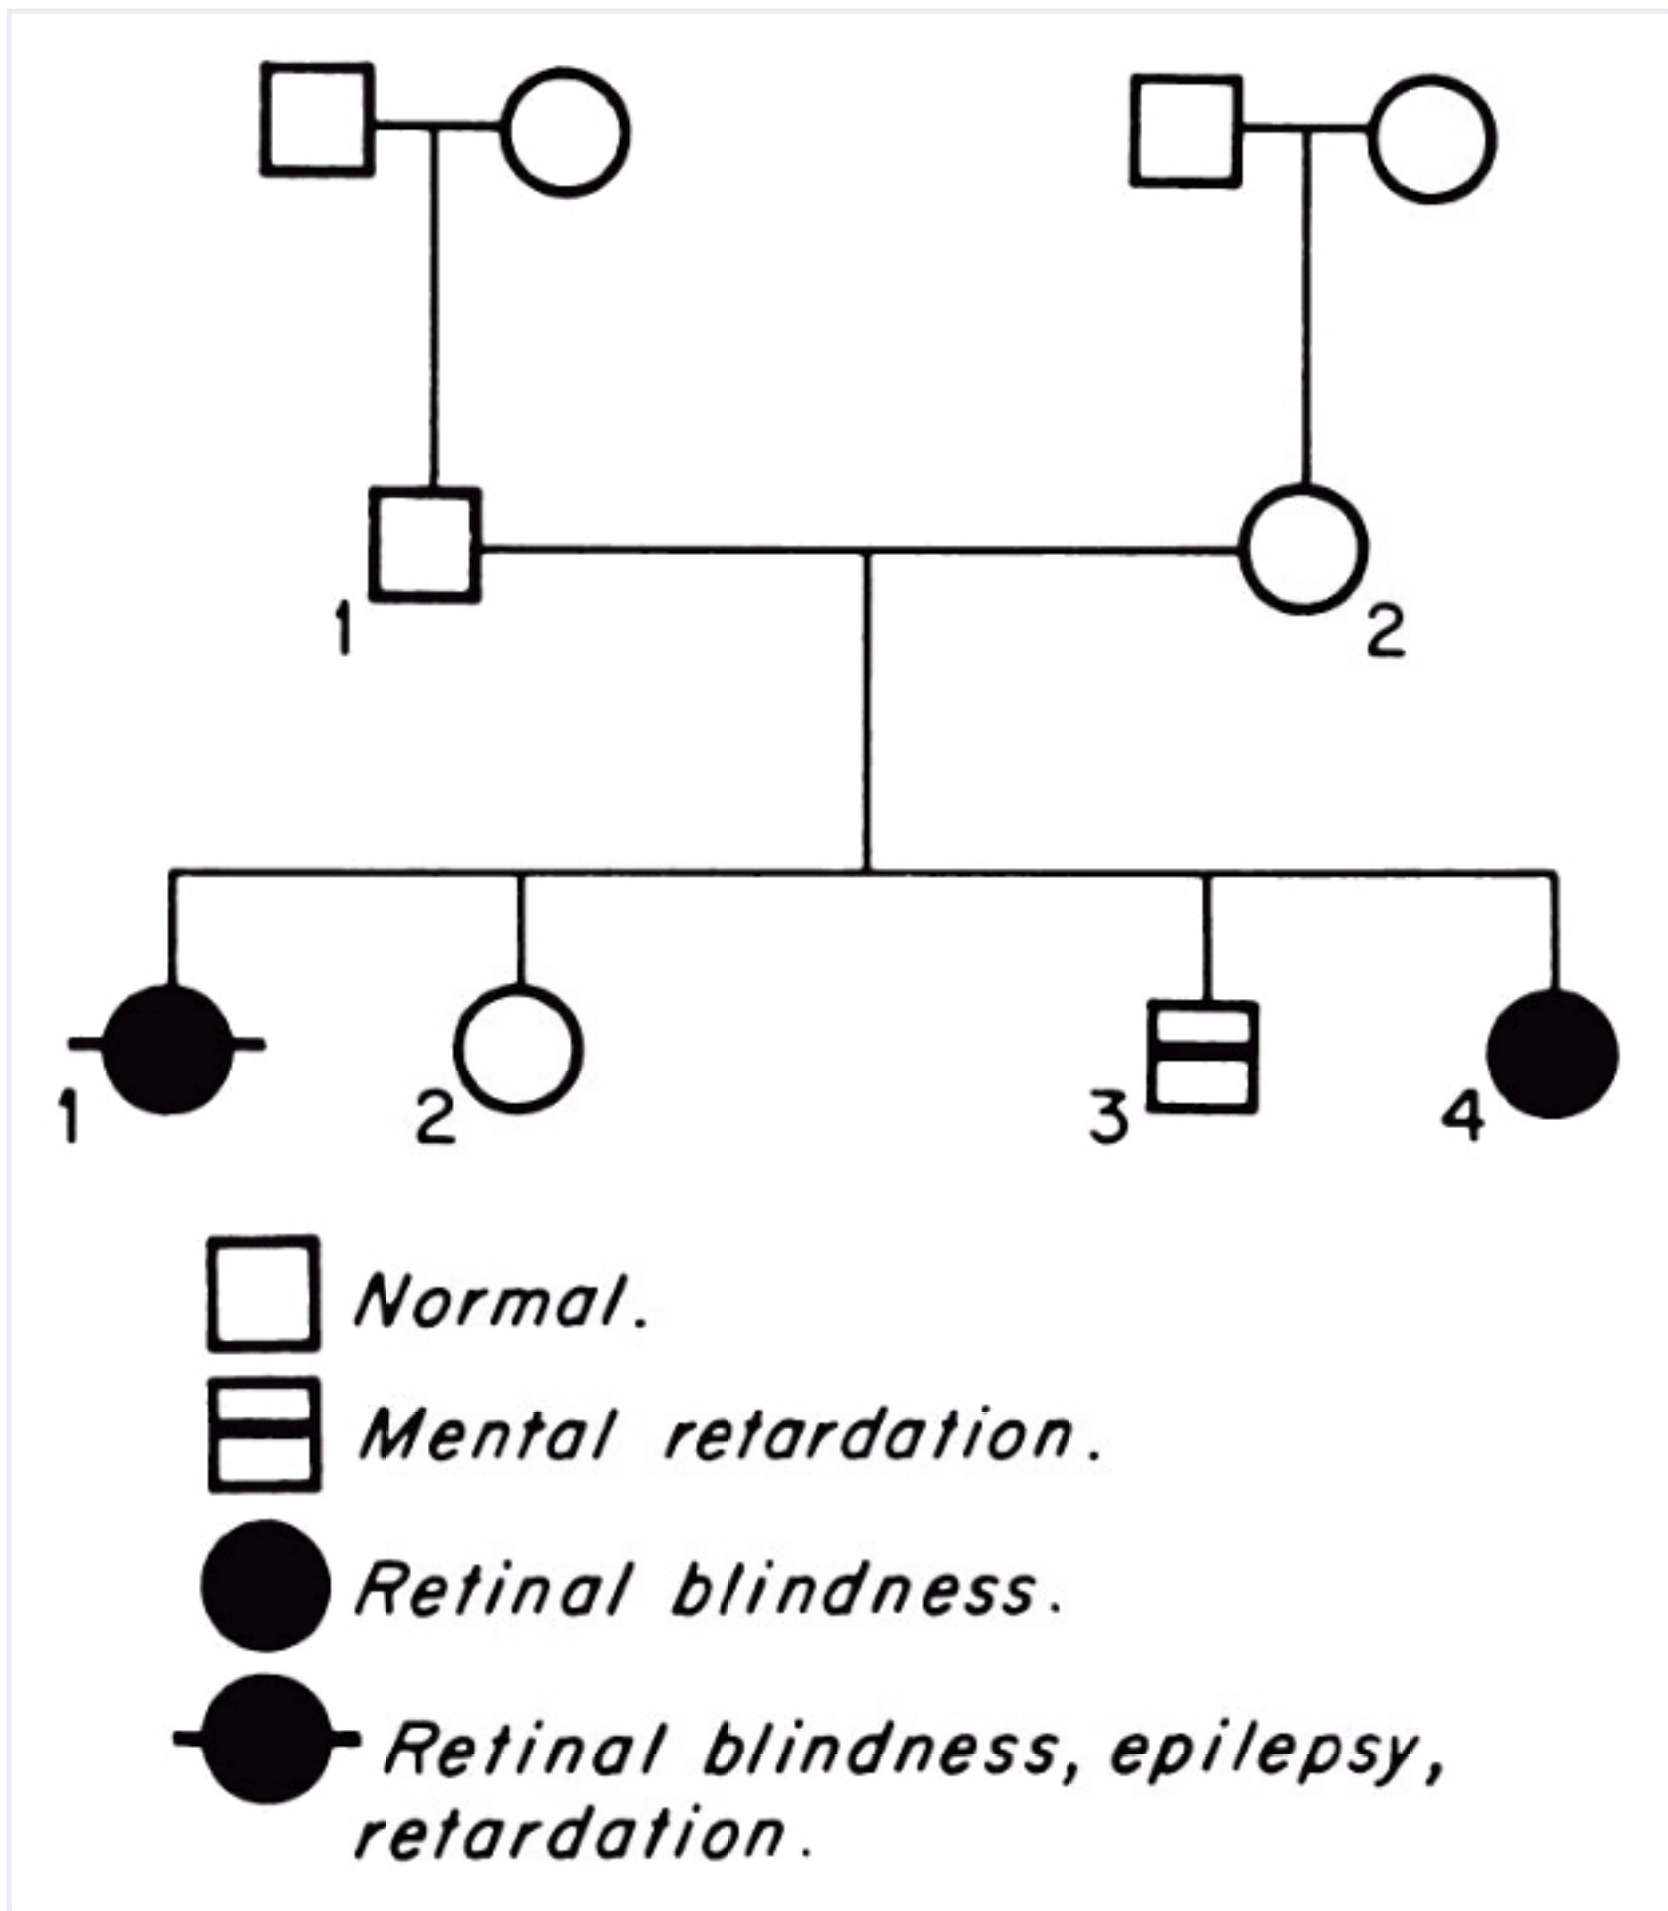 1
2
1
2
3
4
Normal.
Mental retardation.
Retinal blindness.
Retinal blindness, epilepsy,
retardation.